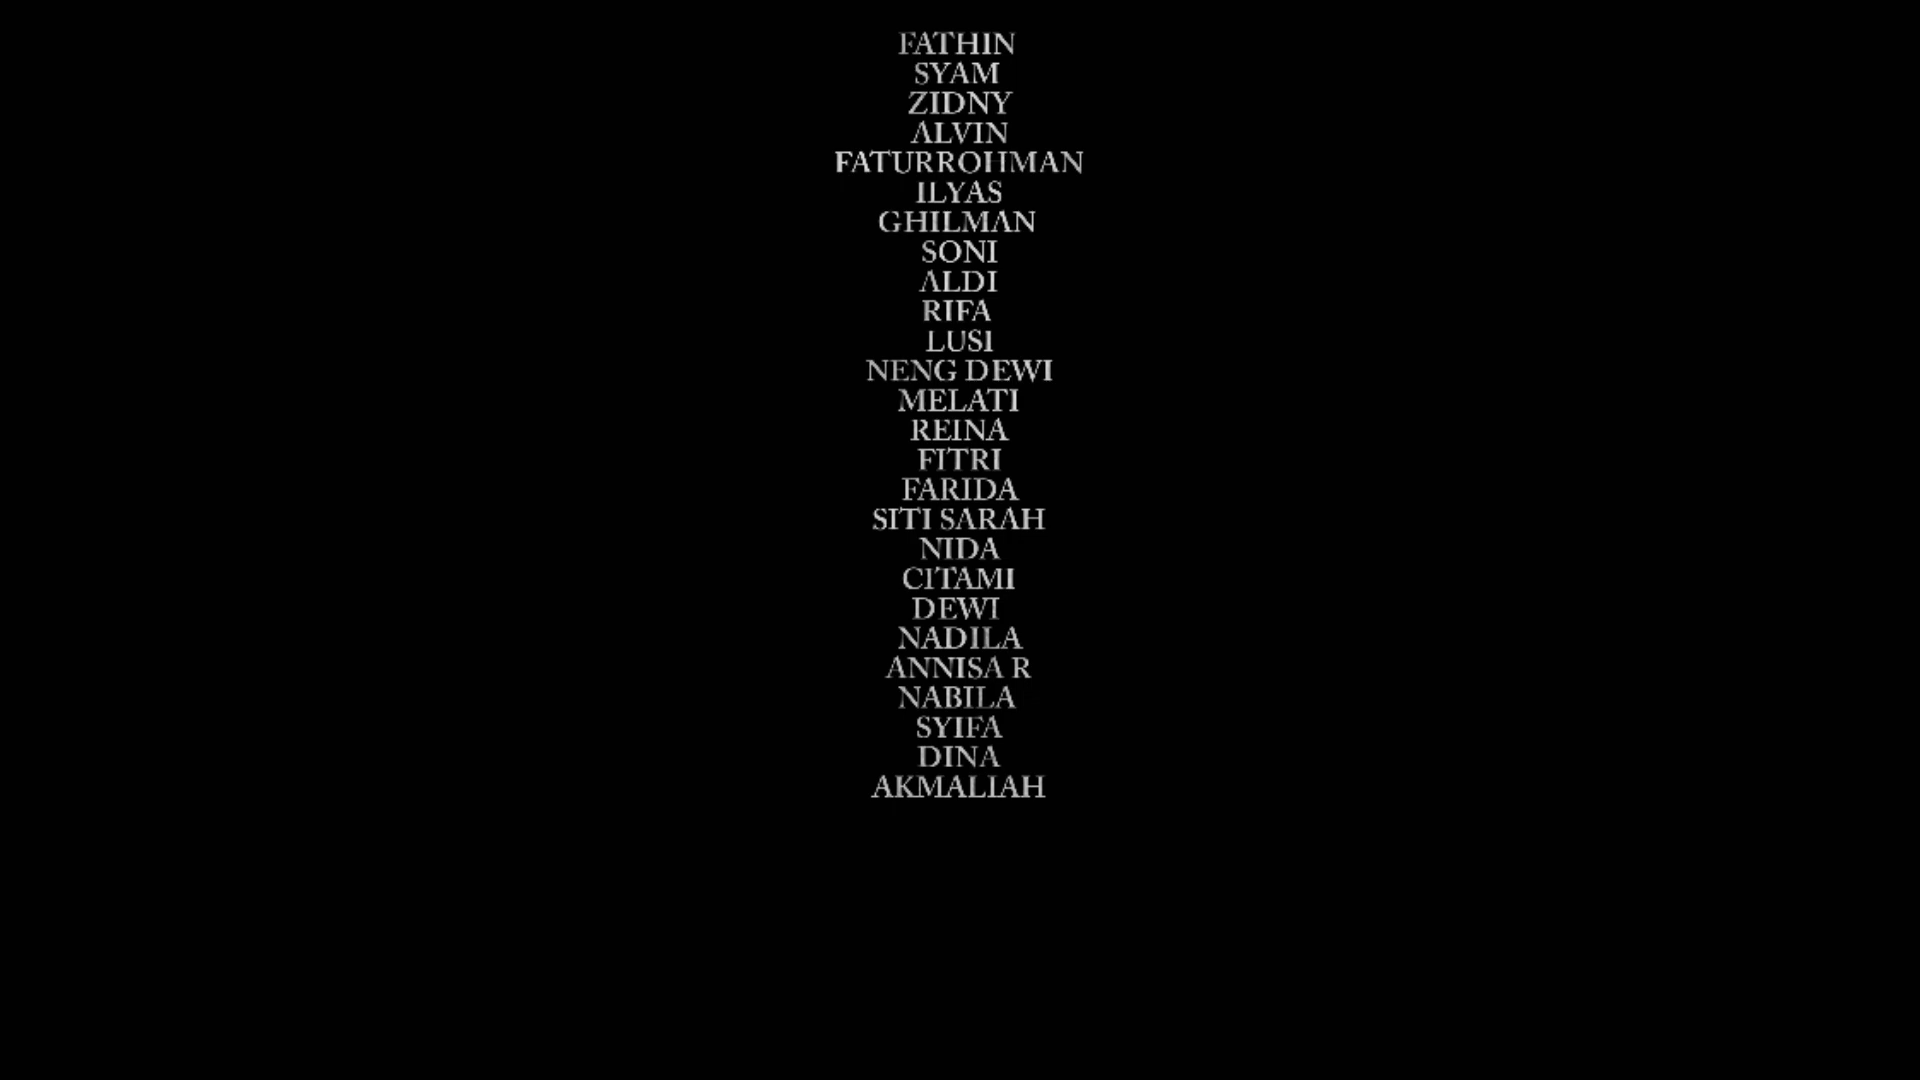 FATHIN
SYAM
ZIDNY
ALVIN
FATURROHMAN
ILYAS
GHILMAN
SONI
ALDI
RIFA
LUSI
NENG DEWI
MELATI
REINA
FITRI
FARIDA
SITI SARAH
NIDA
CITAMI
DEWI
NADILA
ANNISA R
NABILA
SYIFA
DINA
AKMALIAH